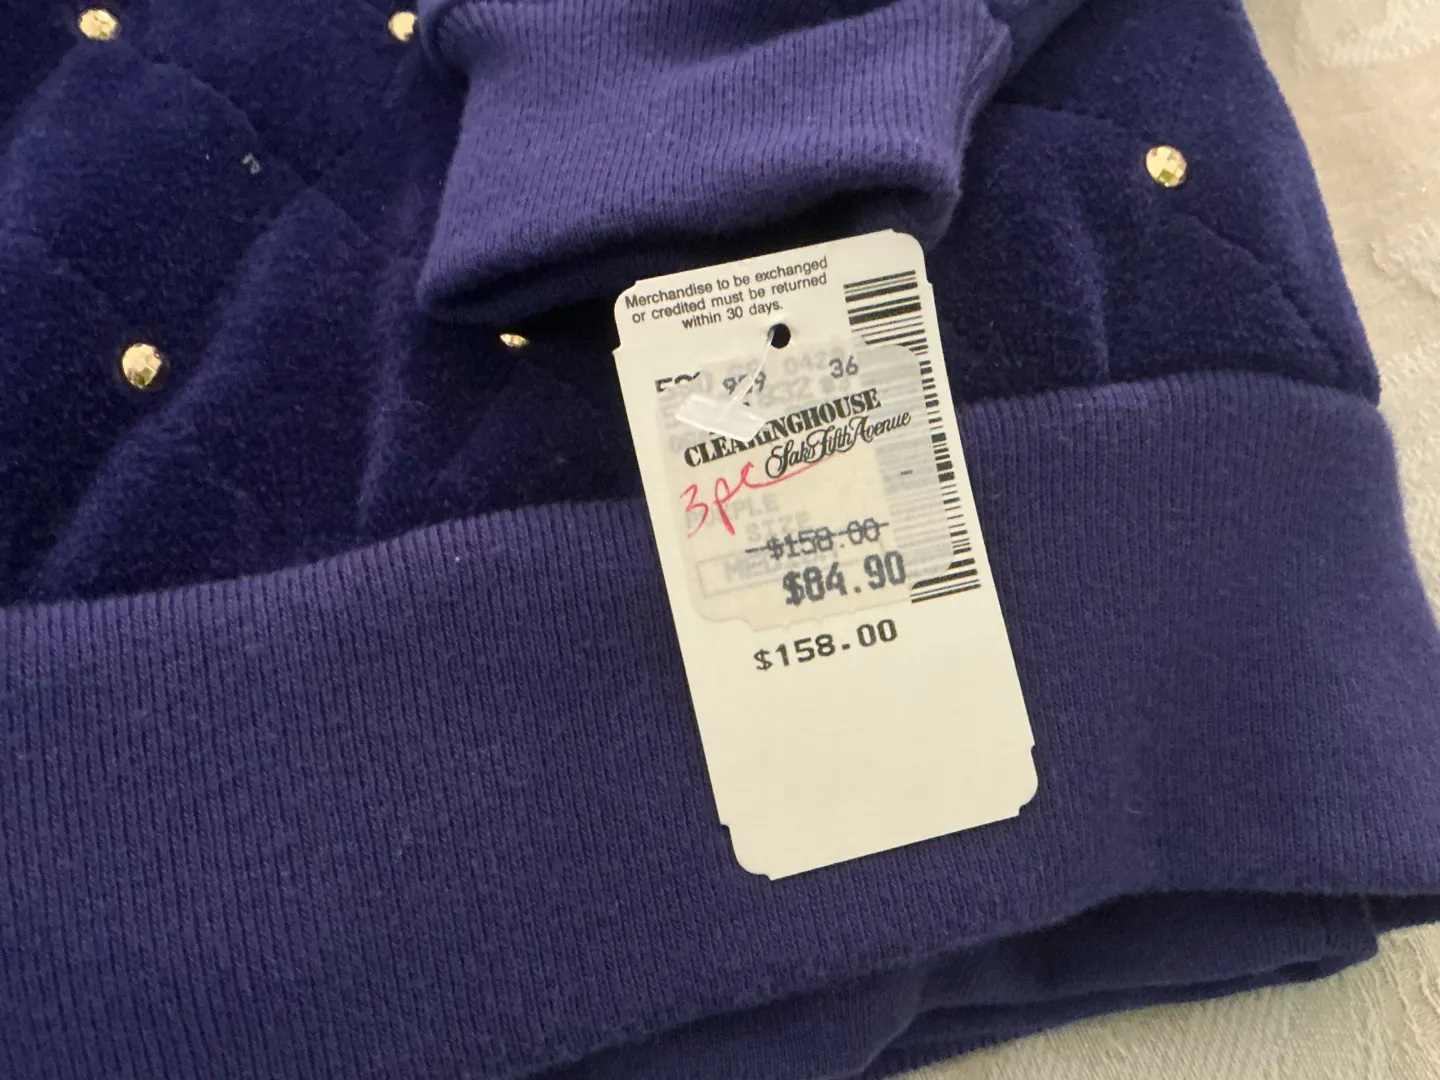 Merchandise to be exchanged
or credited must be returned
within 30 days.
36
CLEARINGHOUSE
Saks Fifth Avenue
3pc
SIZE
$158.00
$84.90
$158.00